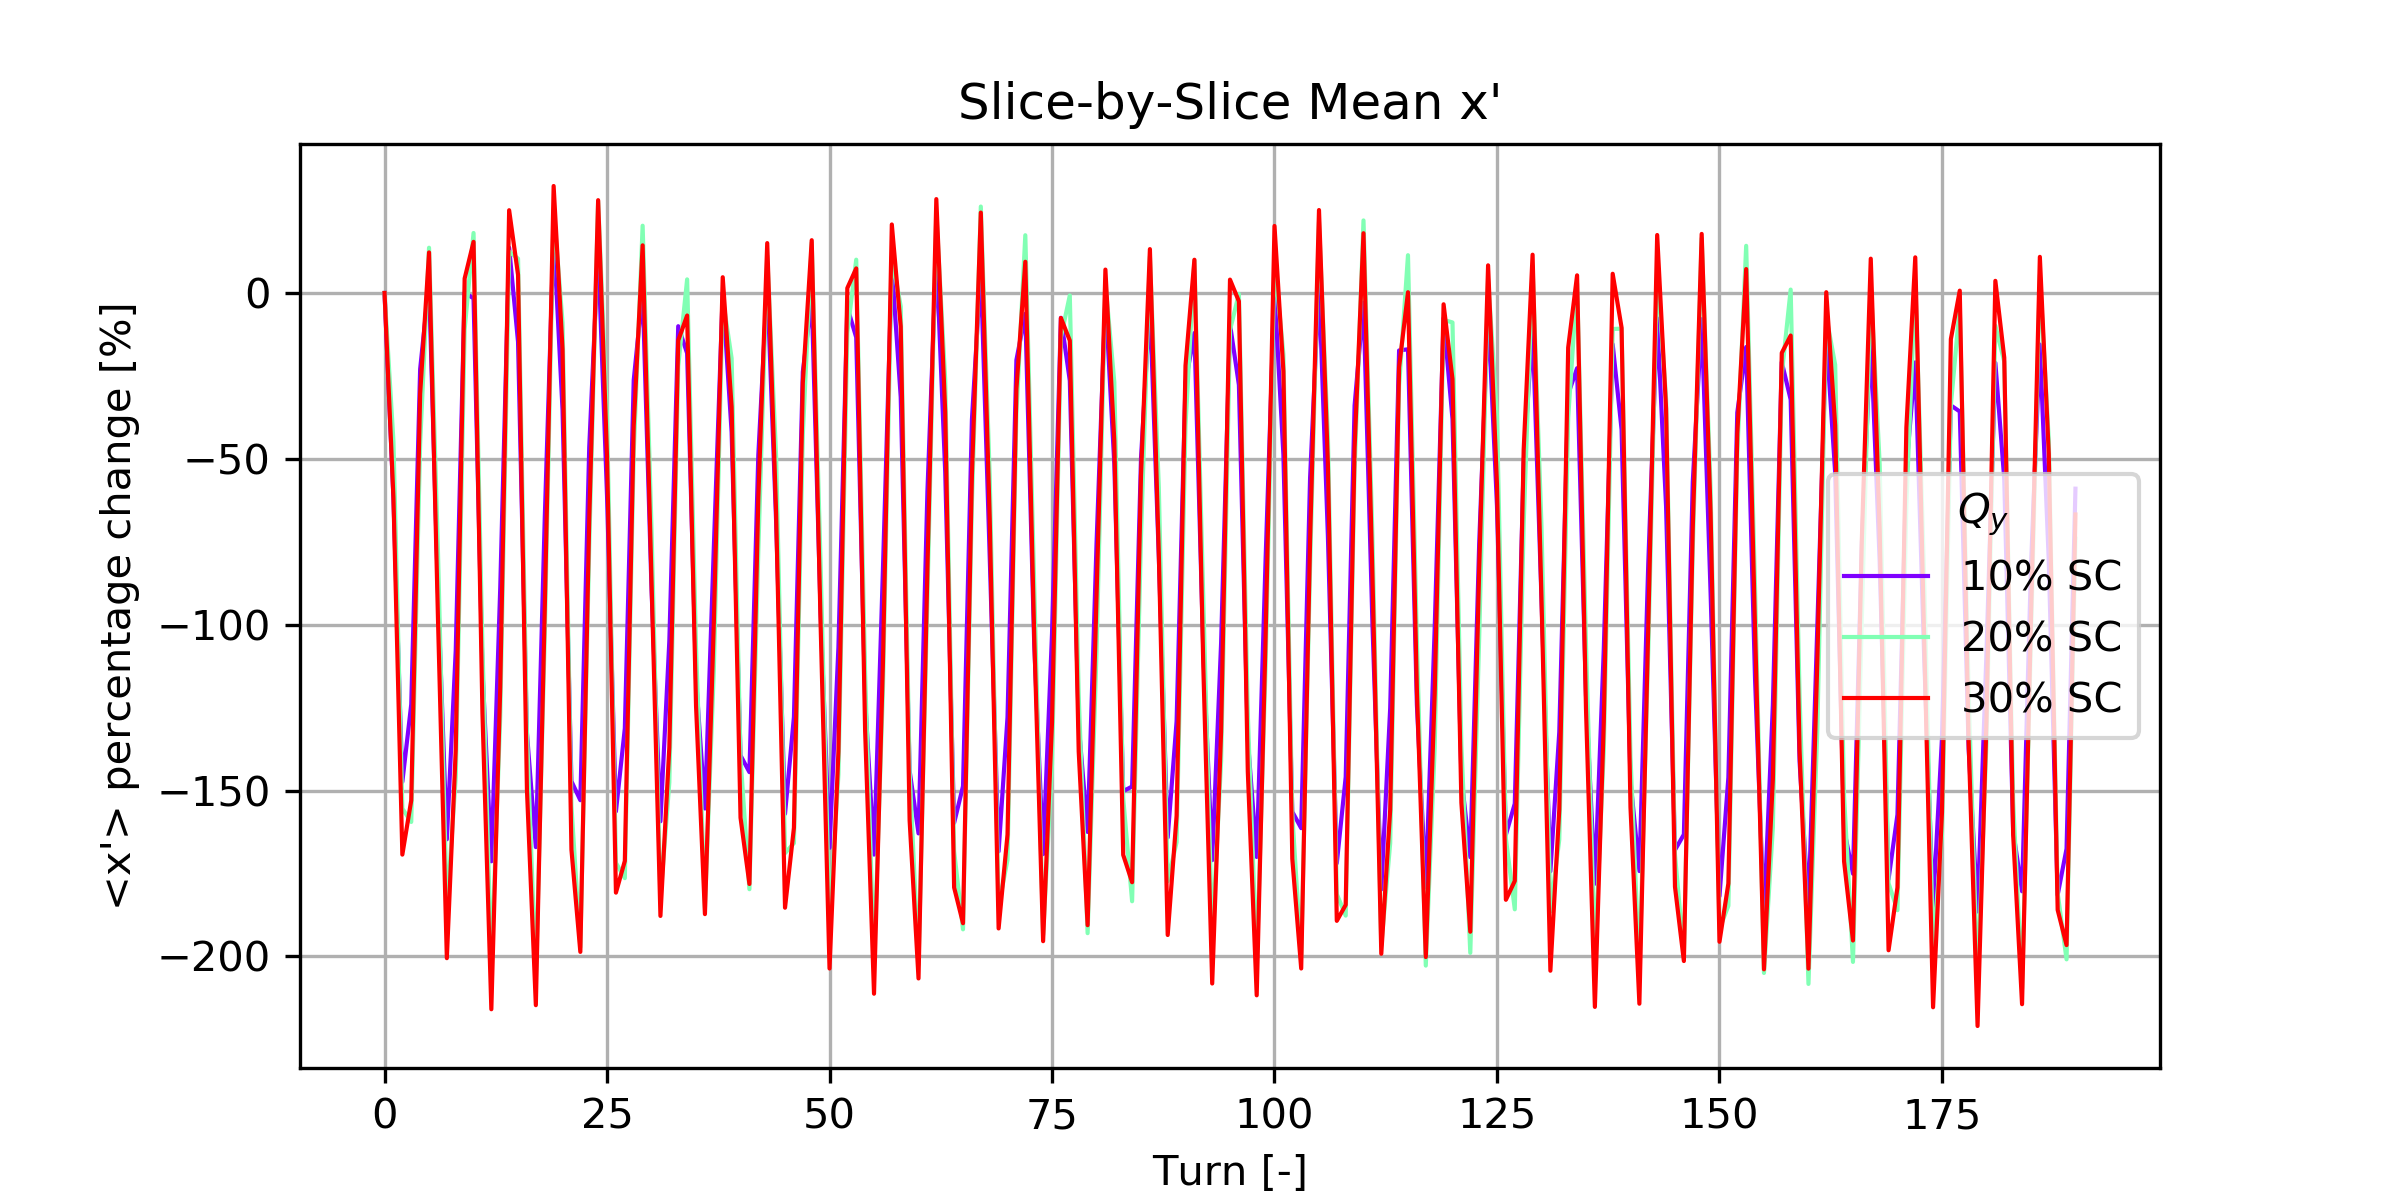 Slice-by-Slice Mean x'
<x'> percentage change [%]
0
−50
−100
−150
−200
Q_y
10% SC
20% SC
30% SC
0 25 50 75 100 125 150 175
Turn [-]